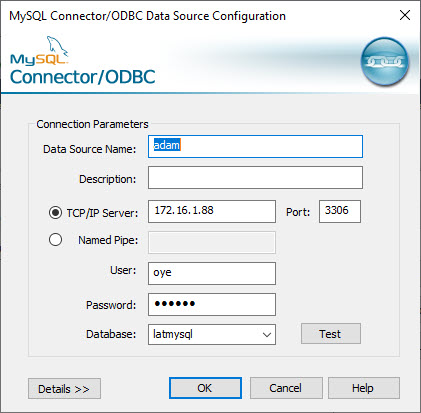 MySQL Connector/ODBC Data Source Configuration
MySQL
Connector/ODBC
Connection Parameters
Data Source Name: adam
Description:
TCP/IP Server: 172.16.1.88 Port: 3306
Named Pipe:
User: oye
Password: ••••••
Database: latmysql Test
Details >> OK Cancel Help